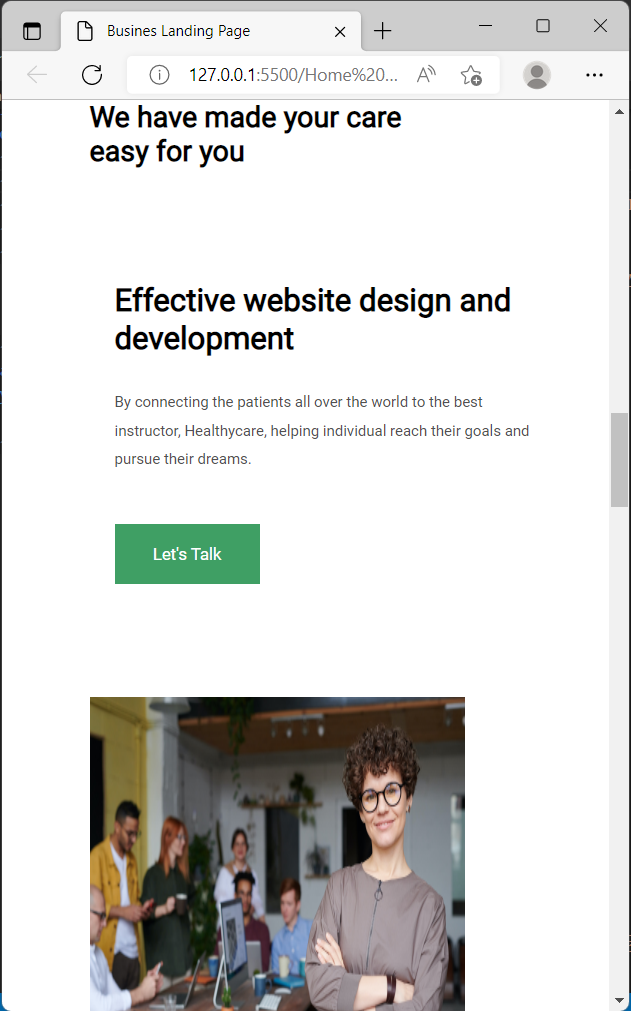 Busines Landing Page
127.0.0.1:5500/Home%20...
We have made your care
easy for you
Effective website design and
development
By connecting the patients all over the world to the best
instructor, Healthycare, helping individual reach their goals and
pursue their dreams.
Let's Talk